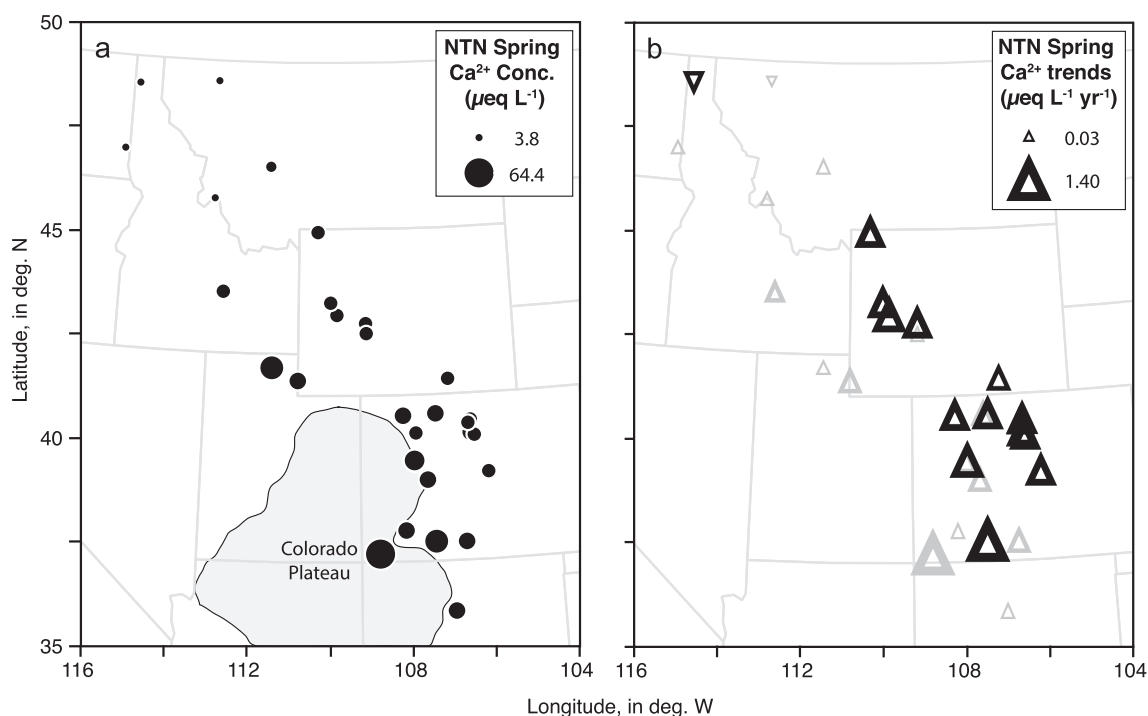 50
45
40
35
a
NTN Spring
Ca²⁺ Conc.
(µeq L⁻¹)
3.8
64.4
Colorado
Plateau
116
112
108
104
Latitude, in deg. N
b
NTN Spring
Ca²⁺ trends
(µeq L⁻¹ yr⁻¹)
0.03
1.40
116
112
108
104
Longitude, in deg. W